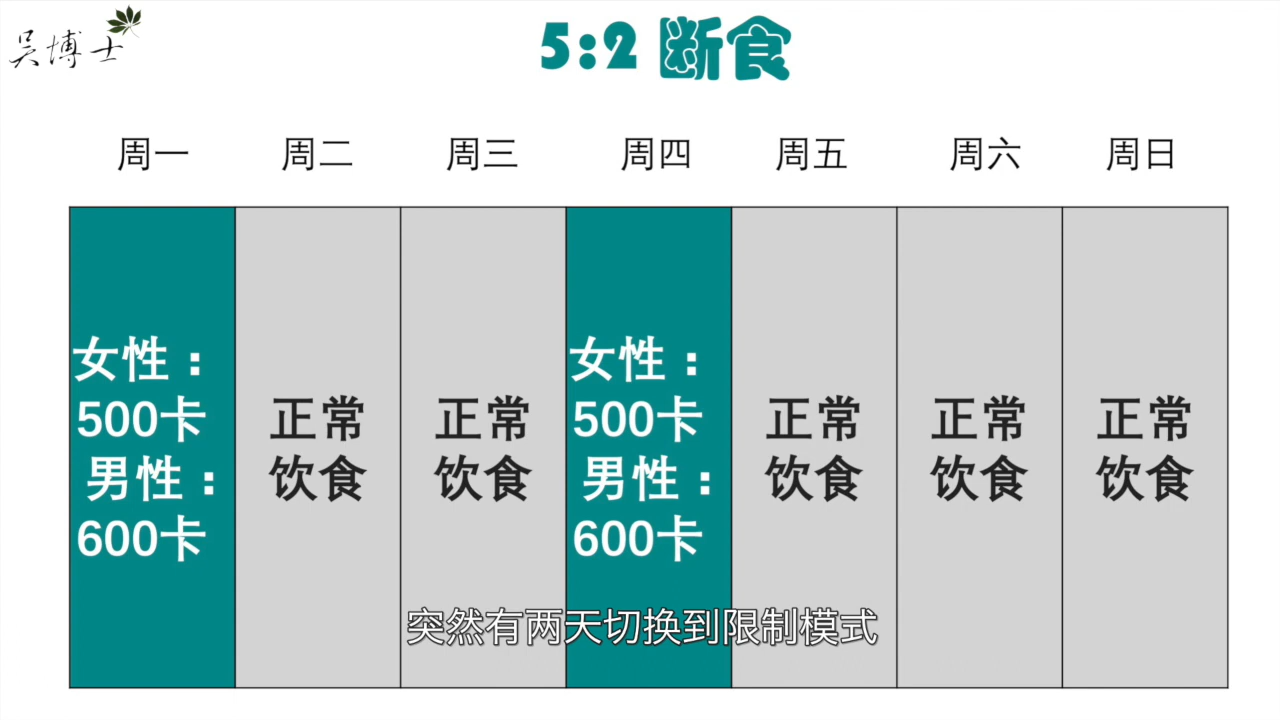 吴博士
5:2 断食
周一 周二 周三 周四 周五 周六 周日
女性：
500卡
男性：
600卡
正常
饮食
正常
饮食
女性：
500卡
男性：
600卡
正常
饮食
正常
饮食
正常
饮食
突然有两天切换到限制模式